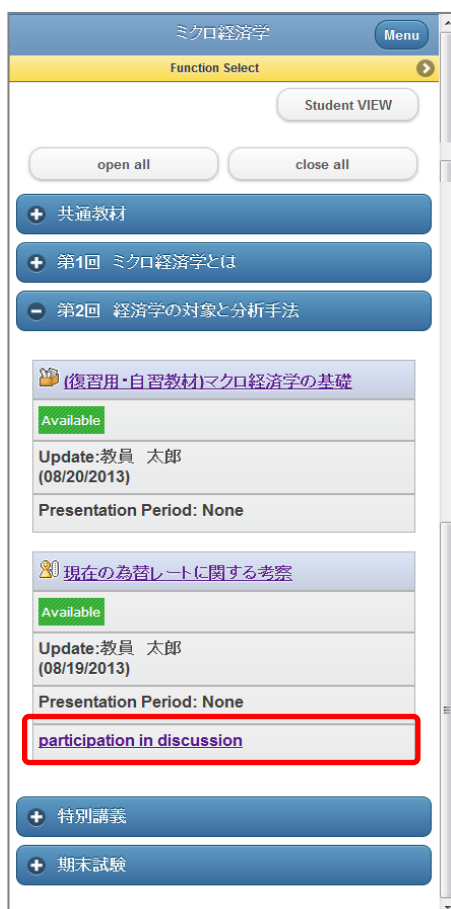 ミクロ経済学
Menu
Function Select
Student VIEW
open all
close all
共通教材
第1回 ミクロ経済学とは
第2回 経済学の対象と分析手法
(復習用・自習教材)マクロ経済学の基礎
Available
Update:教員 太郎
(08/20/2013)
Presentation Period: None
現在の為替レートに関する考察
Available
Update:教員 太郎
(08/19/2013)
Presentation Period: None
participation in discussion
特別講義
期末試験